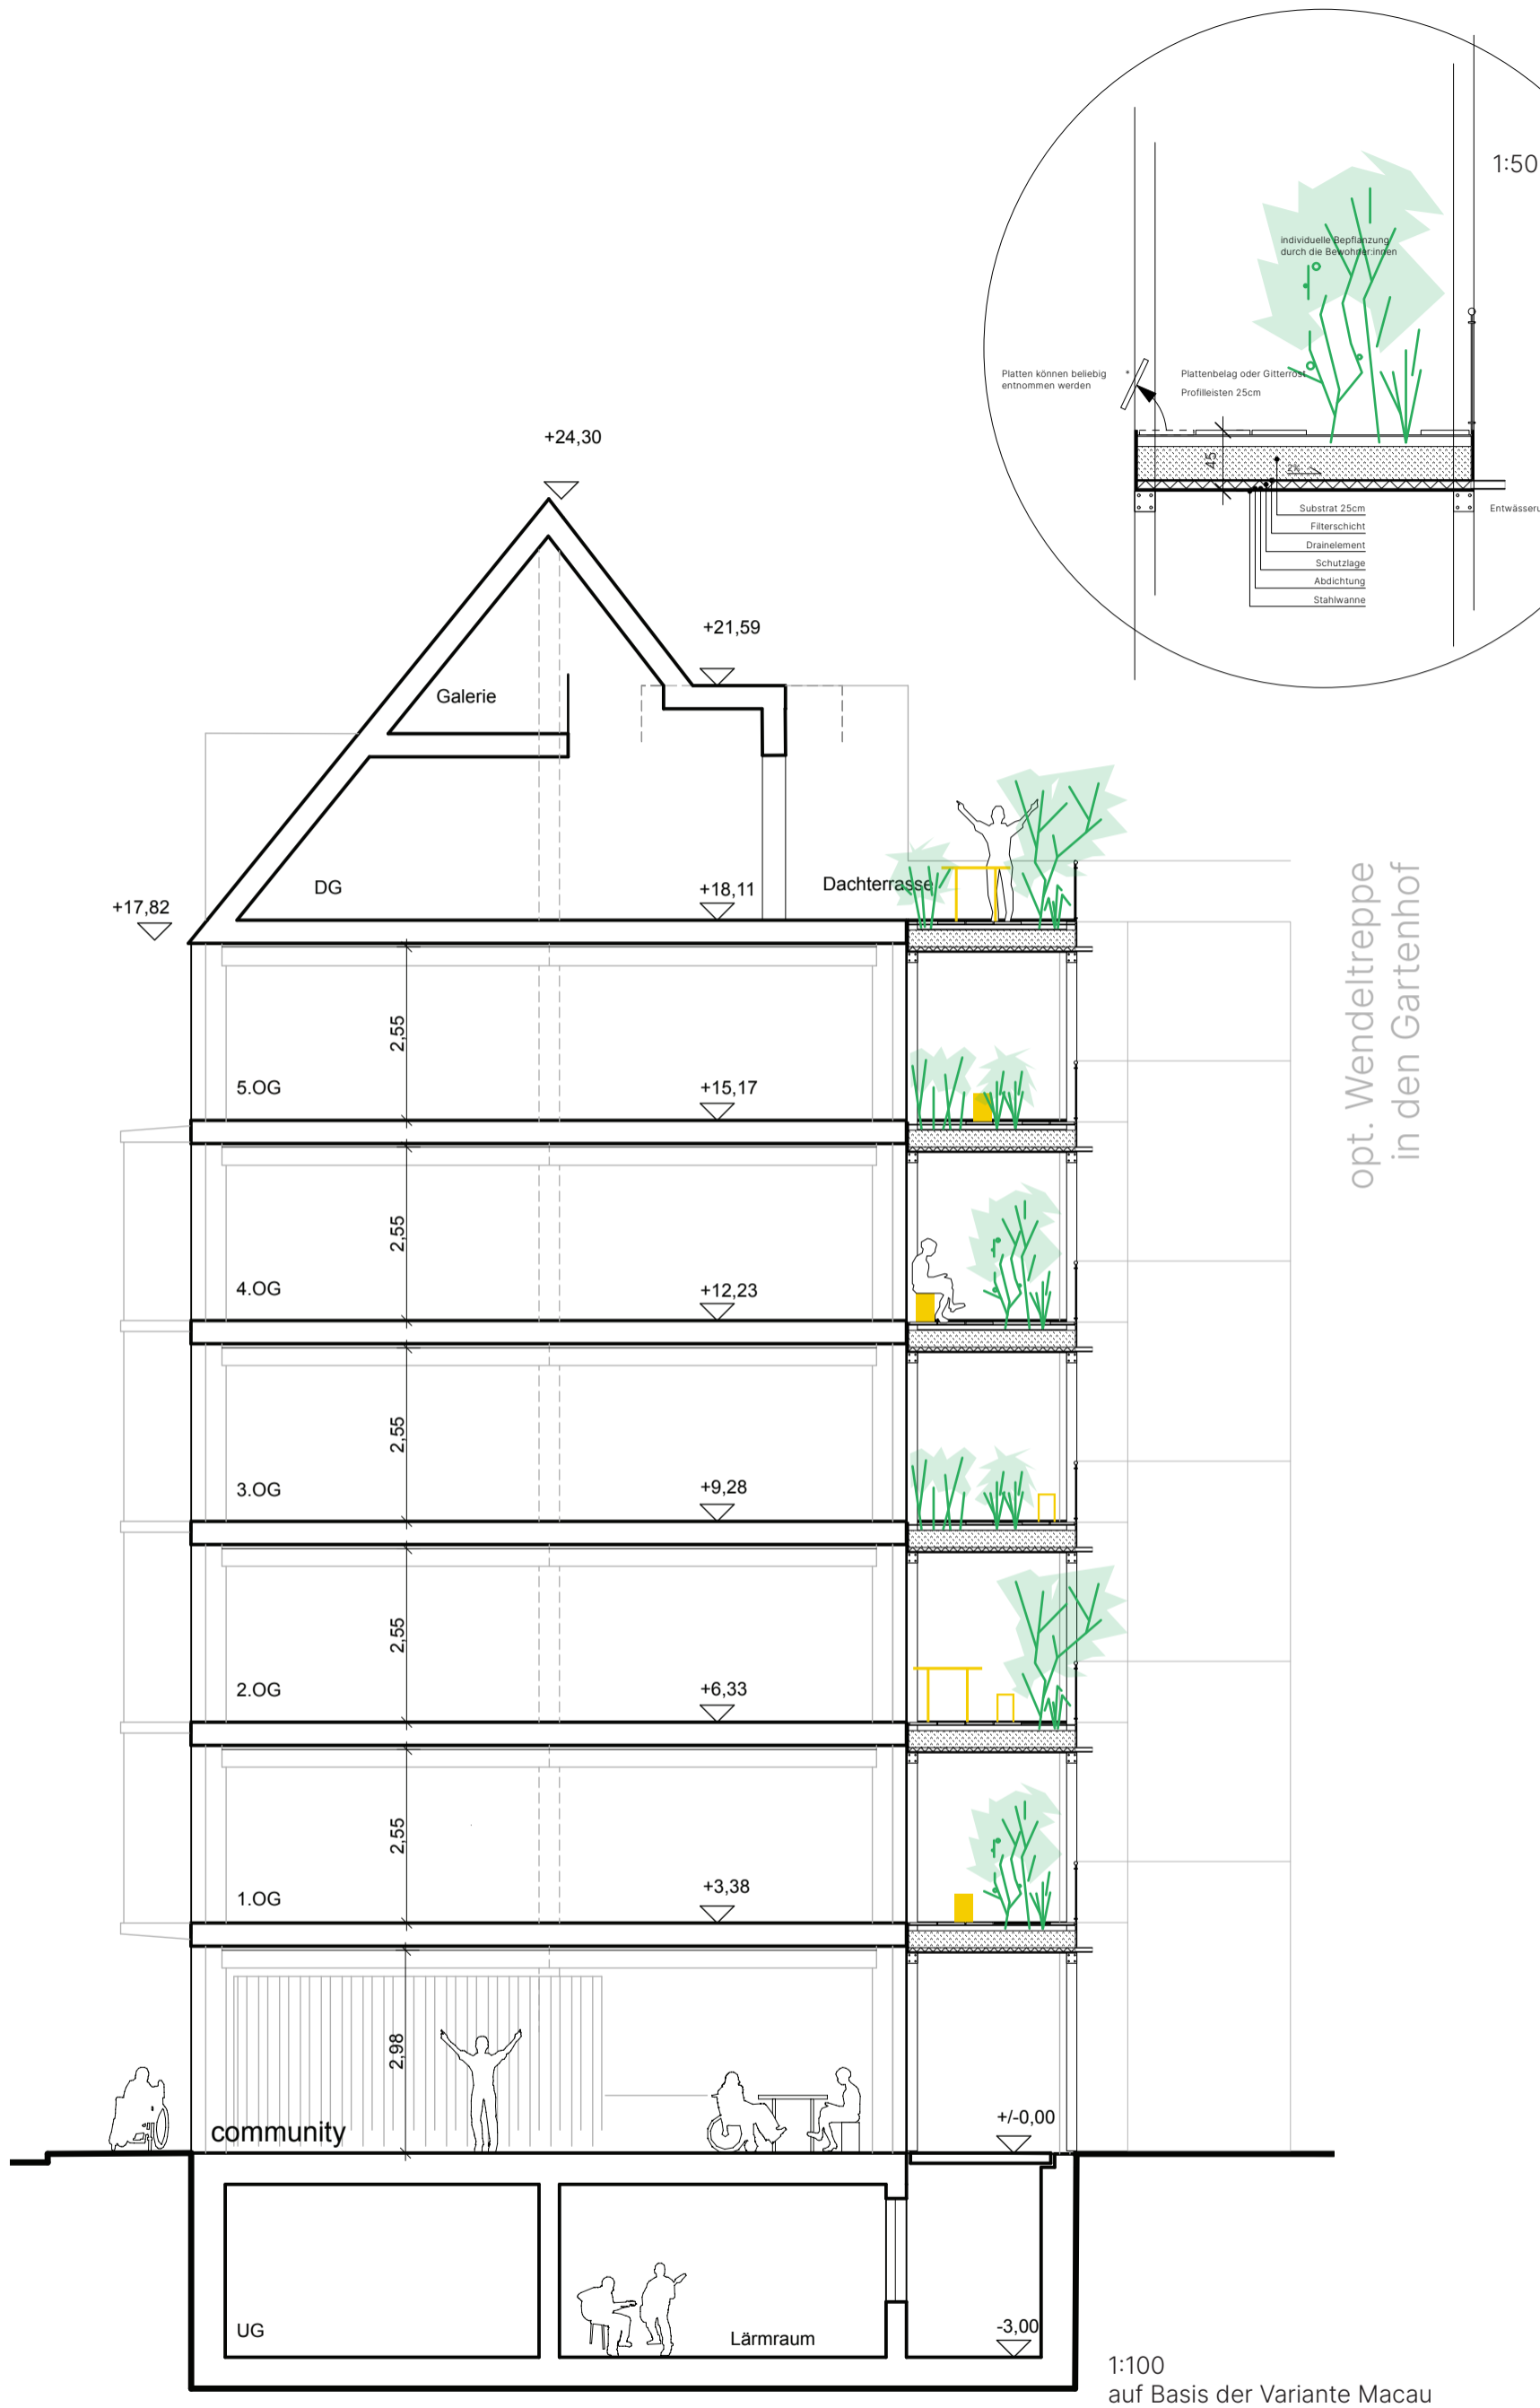 1:50
individuelle Bepflanzung
durch die Bewohner:innen
Platten können beliebig
entnommen werden
*
Plattenbelag oder Gitterrost
Profilleisten 25cm
45
2%
Substrat 25cm
Filterschicht
Drainelement
Schutzlage
Abdichtung
Stahlwanne
Entwässeru
+24,30
+21,59
Galerie
DG
+18,11
Dachterrasse
+17,82
opt. Wendeltreppe
in den Gartenhof
2,55
5.OG
+15,17
2,55
4.OG
+12,23
2,55
3.OG
+9,28
2,55
2.OG
+6,33
2,55
1.OG
+3,38
2,98
community
+/-0,00
UG
Lärmraum
-3,00
1:100
auf Basis der Variante Macau